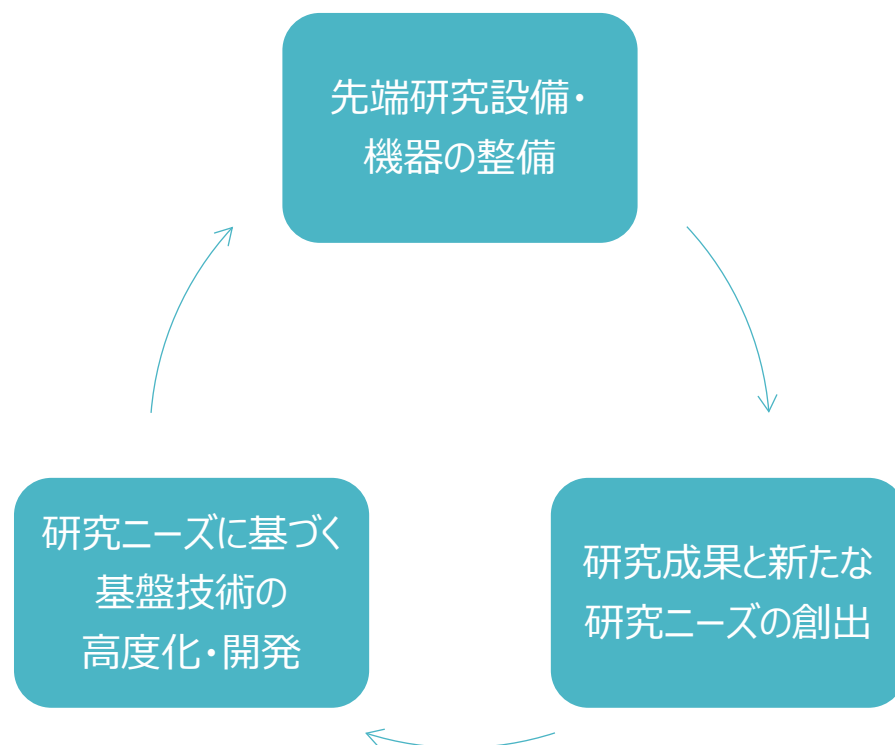 先端研究設備・
機器の整備
研究ニーズに基づく
基盤技術の
高度化・開発
研究成果と新たな
研究ニーズの創出